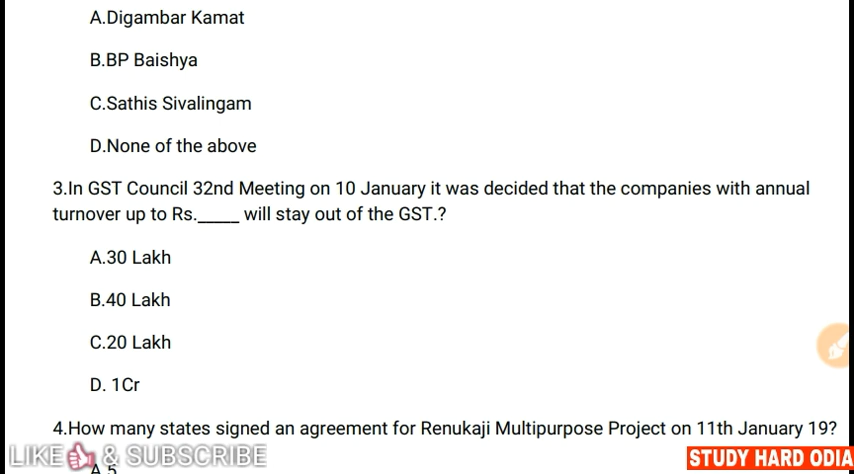 A.Digambar Kamat
B.BP Baishya
C.Sathis Sivalingam
D.None of the above
3.In GST Council 32nd Meeting on 10 January it was decided that the companies with annual
turnover up to Rs._____ will stay out of the GST.?
A.30 Lakh
B.40 Lakh
C.20 Lakh
D. 1Cr
4.How many states signed an agreement for Renukaji Multipurpose Project on 11th January 19?
LIKE & SUBSCRIBE
A.5
STUDY HARD ODIA